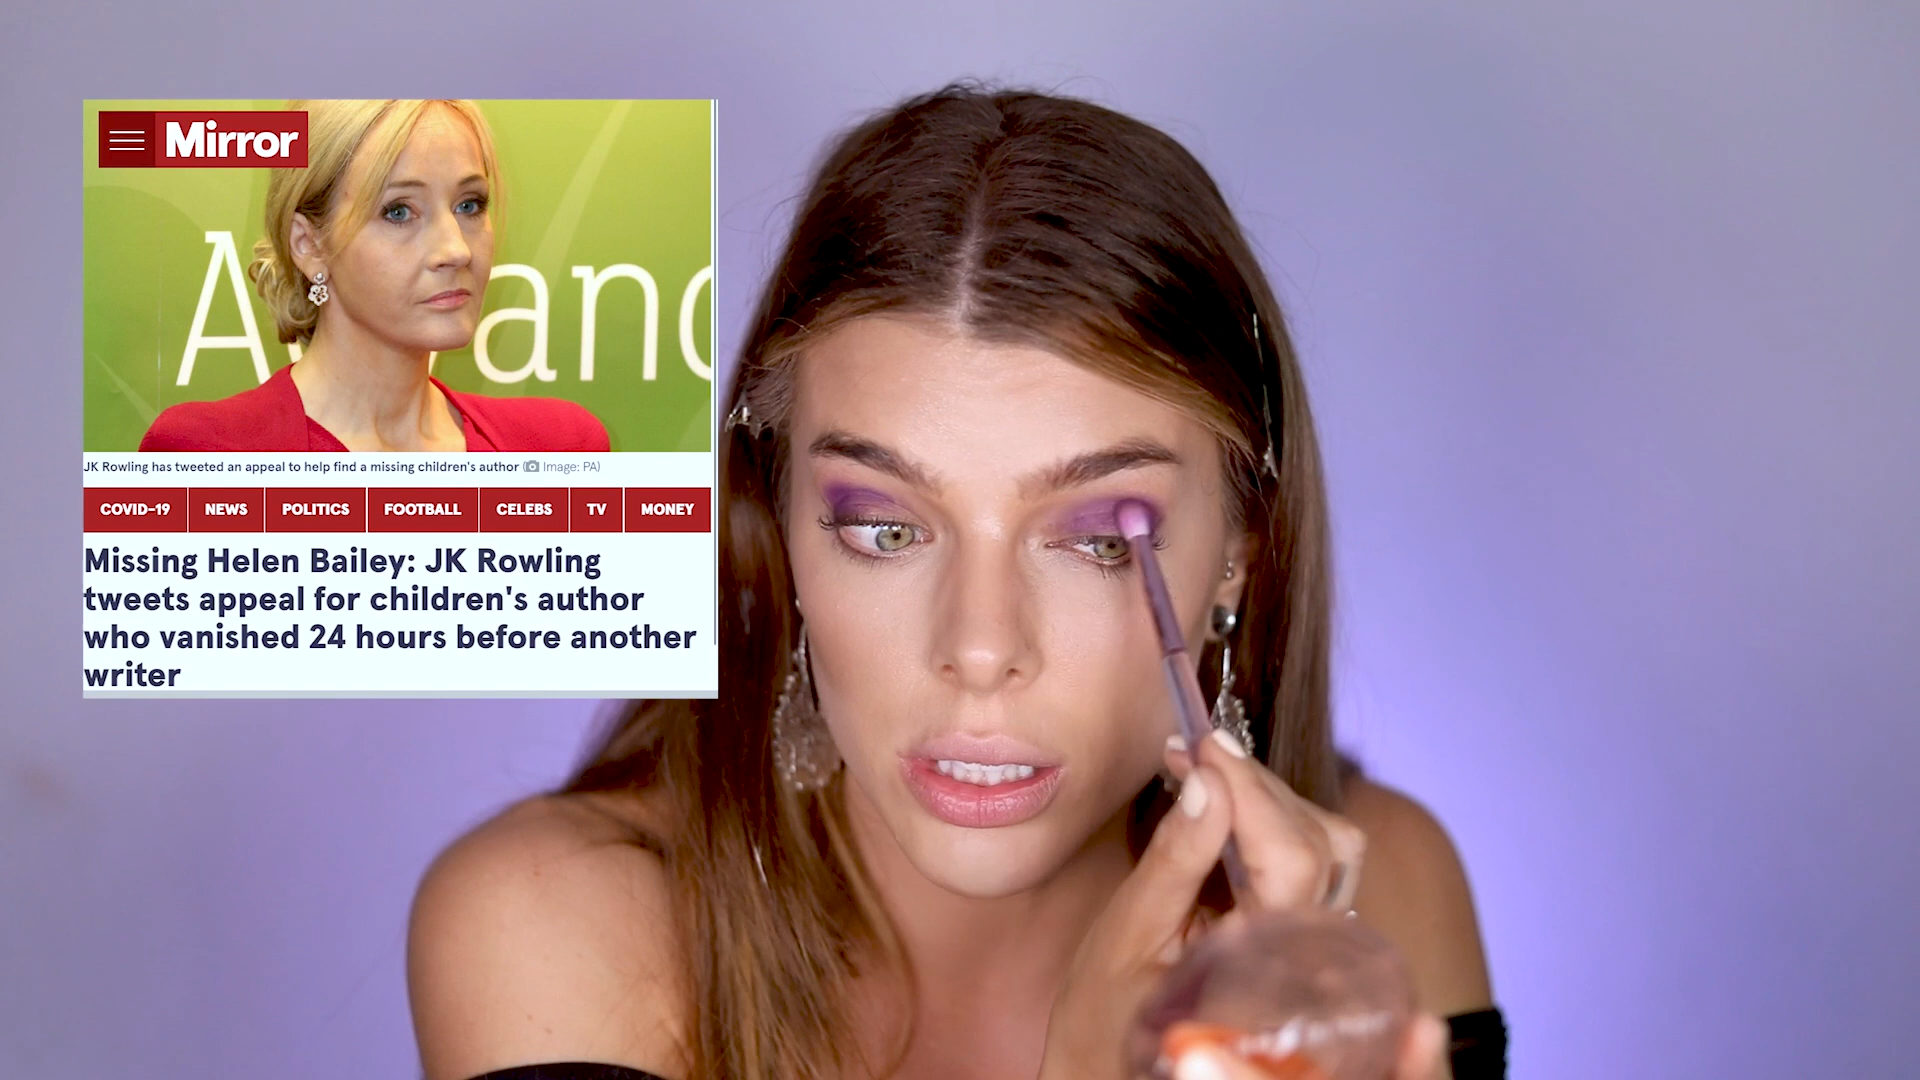 Mirror
A
anc
JK Rowling has tweeted an appeal to help find a missing children's author (Image: PA)
COVID-19 NEWS POLITICS FOOTBALL CELEBS TV MONEY
Missing Helen Bailey: JK Rowling
tweets appeal for children's author
who vanished 24 hours before another
writer